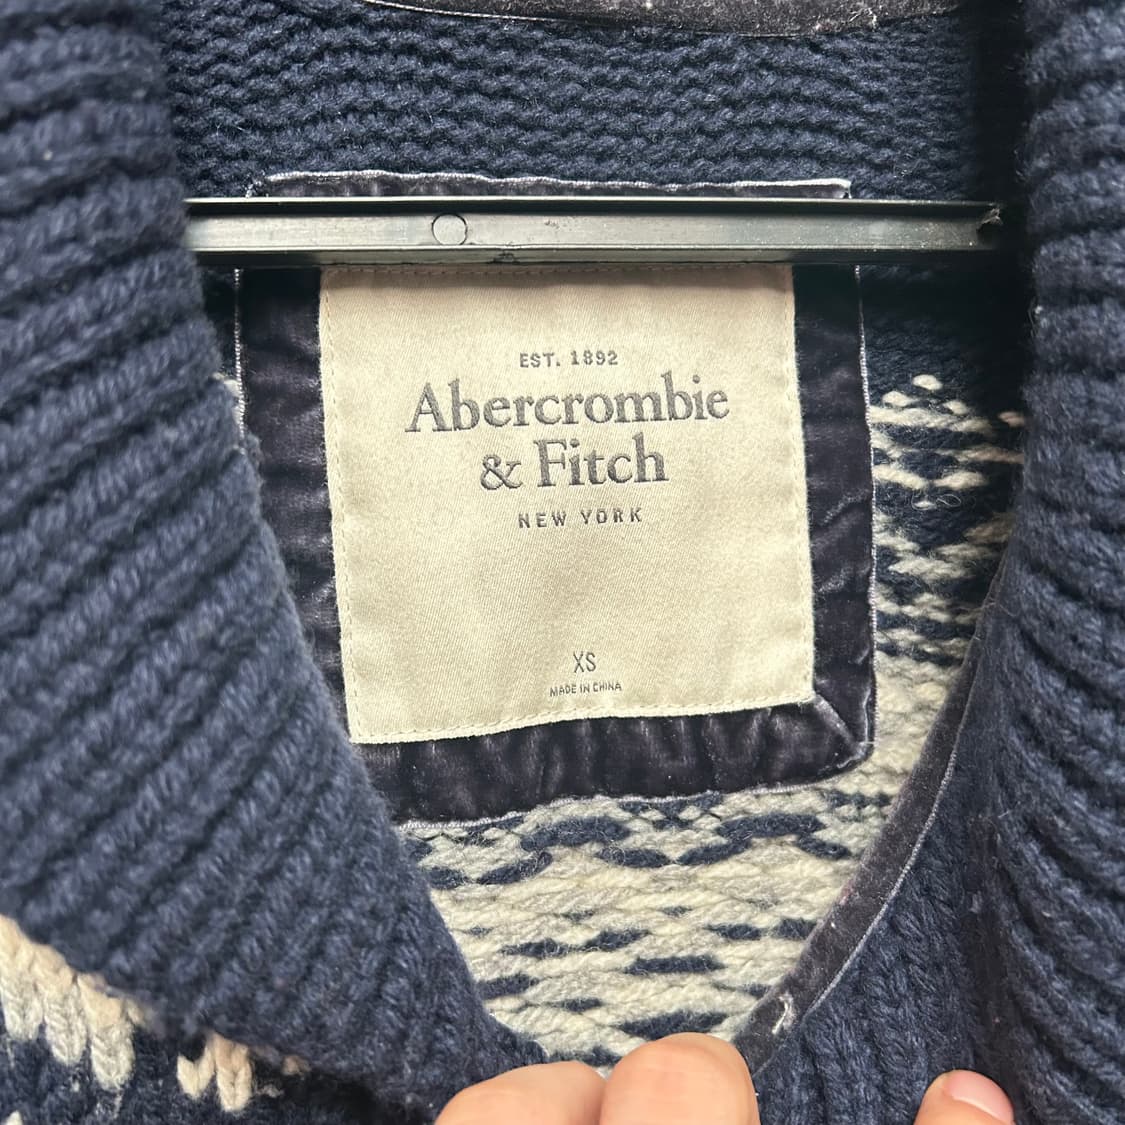 EST. 1892
Abercrombie
& Fitch
NEW YORK
XS
MADE IN CHINA